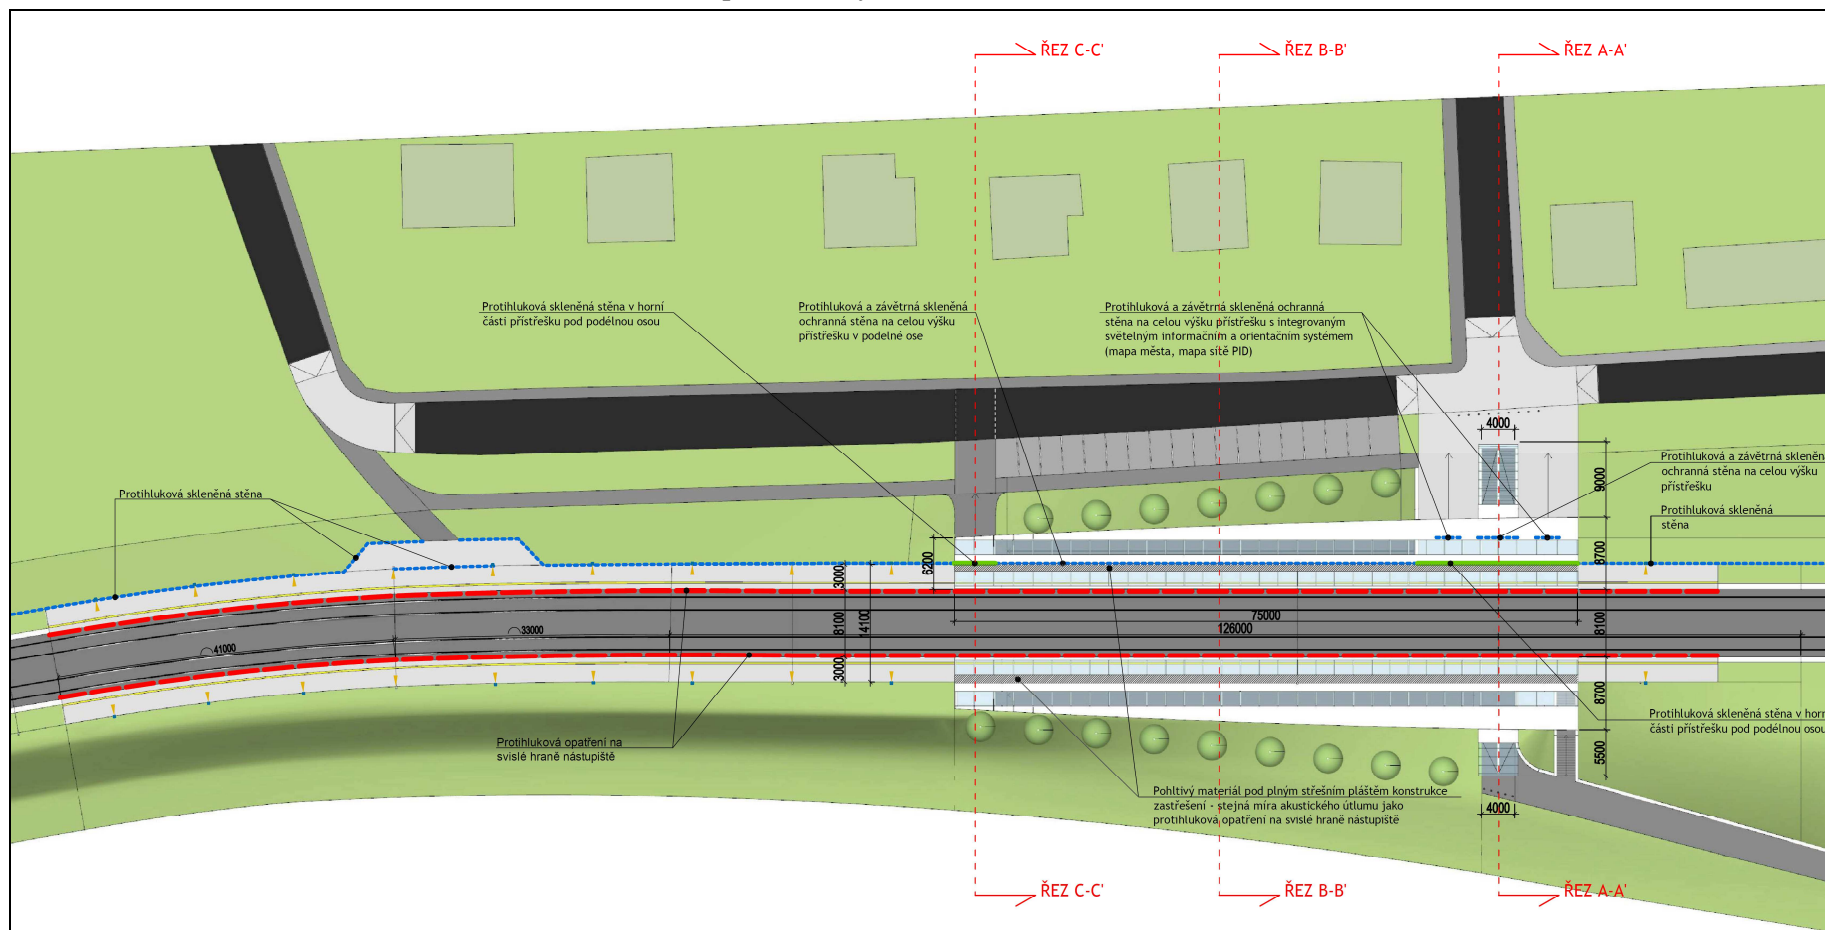 ŘEZ C-C'
ŘEZ B-B'
ŘEZ A-A'
Protihluková skleněná stěna v horní
části přístřešku pod podélnou osou
Protihluková a závětrná skleněná
ochranná stěna na celou výšku
přístřešku v podelné ose
Protihluková a závětrná skleněná ochranná
stěna na celou výšku přístřešku s integrovaným
světelným informačním a orientačním systémem
(mapa města, mapa sítě PID)
4000
Protihluková a závětrná skleněná
ochranná stěna na celou výšku
přístřešku
9000
Protihluková skleněná stěna
Protihluková skleněná
stěna
6200
8700
3000
8100
14100
3000
75000
126000
8100
33000
41000
8700
Protihluková skleněná stěna v horní
části přístřešku pod podélnou osou
Protihluková opatření na
svislé hraně nástupiště
5500
Pohltivý materiál pod plným střešním pláštěm konstrukce
zastřešení - stejná míra akustického útlumu jako
protihluková opatření na svislé hraně nástupiště
4000
ŘEZ C-C'
ŘEZ B-B'
ŘEZ A-A'